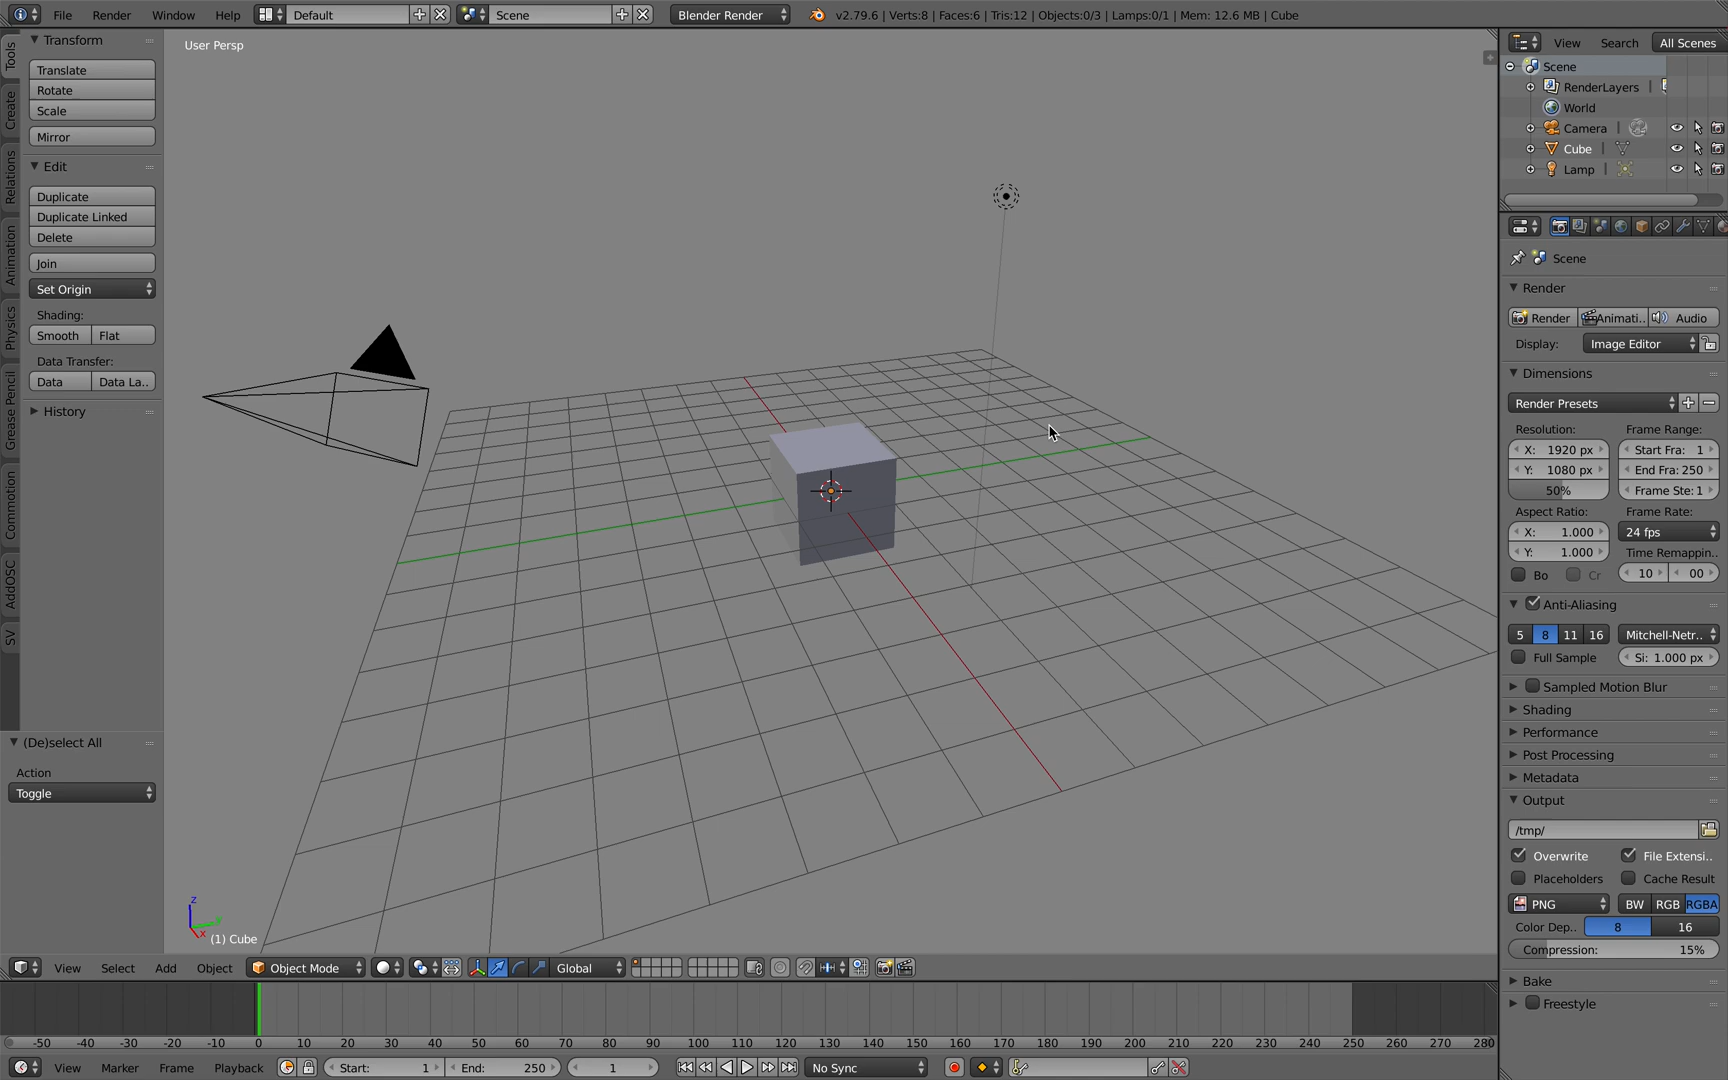 File Render Window Help Default Scene Blender Render v2.79.6 | Verts:8 | Faces:6 | Tris:12 | Objects:0/3 | Lamps:0/1 | Mem: 12.6 MB | Cube
Tools
Create
Relations
Animation
Physics
Grease Pencil
Commotion
AddOSC
SV
Transform
Translate
Rotate
Scale
Mirror
Edit
Duplicate
Duplicate Linked
Delete
Join
Set Origin
Shading:
Smooth Flat
Data Transfer:
Data Data La..
History
(De)select All
Action
Toggle
User Persp
z
x
(1) Cube
View Select Add Object Object Mode Global
-50 -40 -30 -20 -10 0 10 20 30 40 50 60 70 80 90 100 110 120 130 140 150 160 170 180 190 200 210 220 230 240 250 260 270 280
View Marker Frame Playback Start: 1 End: 250 1 No Sync
View Search All Scenes
Scene
RenderLayers
World
Camera
Cube
Lamp
Scene
Render
Render Animati.. Audio
Display: Image Editor
Dimensions
Render Presets
Resolution: Frame Range:
X: 1920 px Start Fra: 1
Y: 1080 px End Fra: 250
50% Frame Ste: 1
Aspect Ratio: Frame Rate:
X: 1.000 24 fps
Y: 1.000 Time Remappin..
Bo Cr 10 00
Anti-Aliasing
5 8 11 16 Mitchell-Netr..
Full Sample Si: 1.000 px
Sampled Motion Blur
Shading
Performance
Post Processing
Metadata
Output
/tmp/
Overwrite File Extensi..
Placeholders Cache Result
PNG BW RGB RGBA
Color Dep.. 8 16
Compression: 15%
Bake
Freestyle